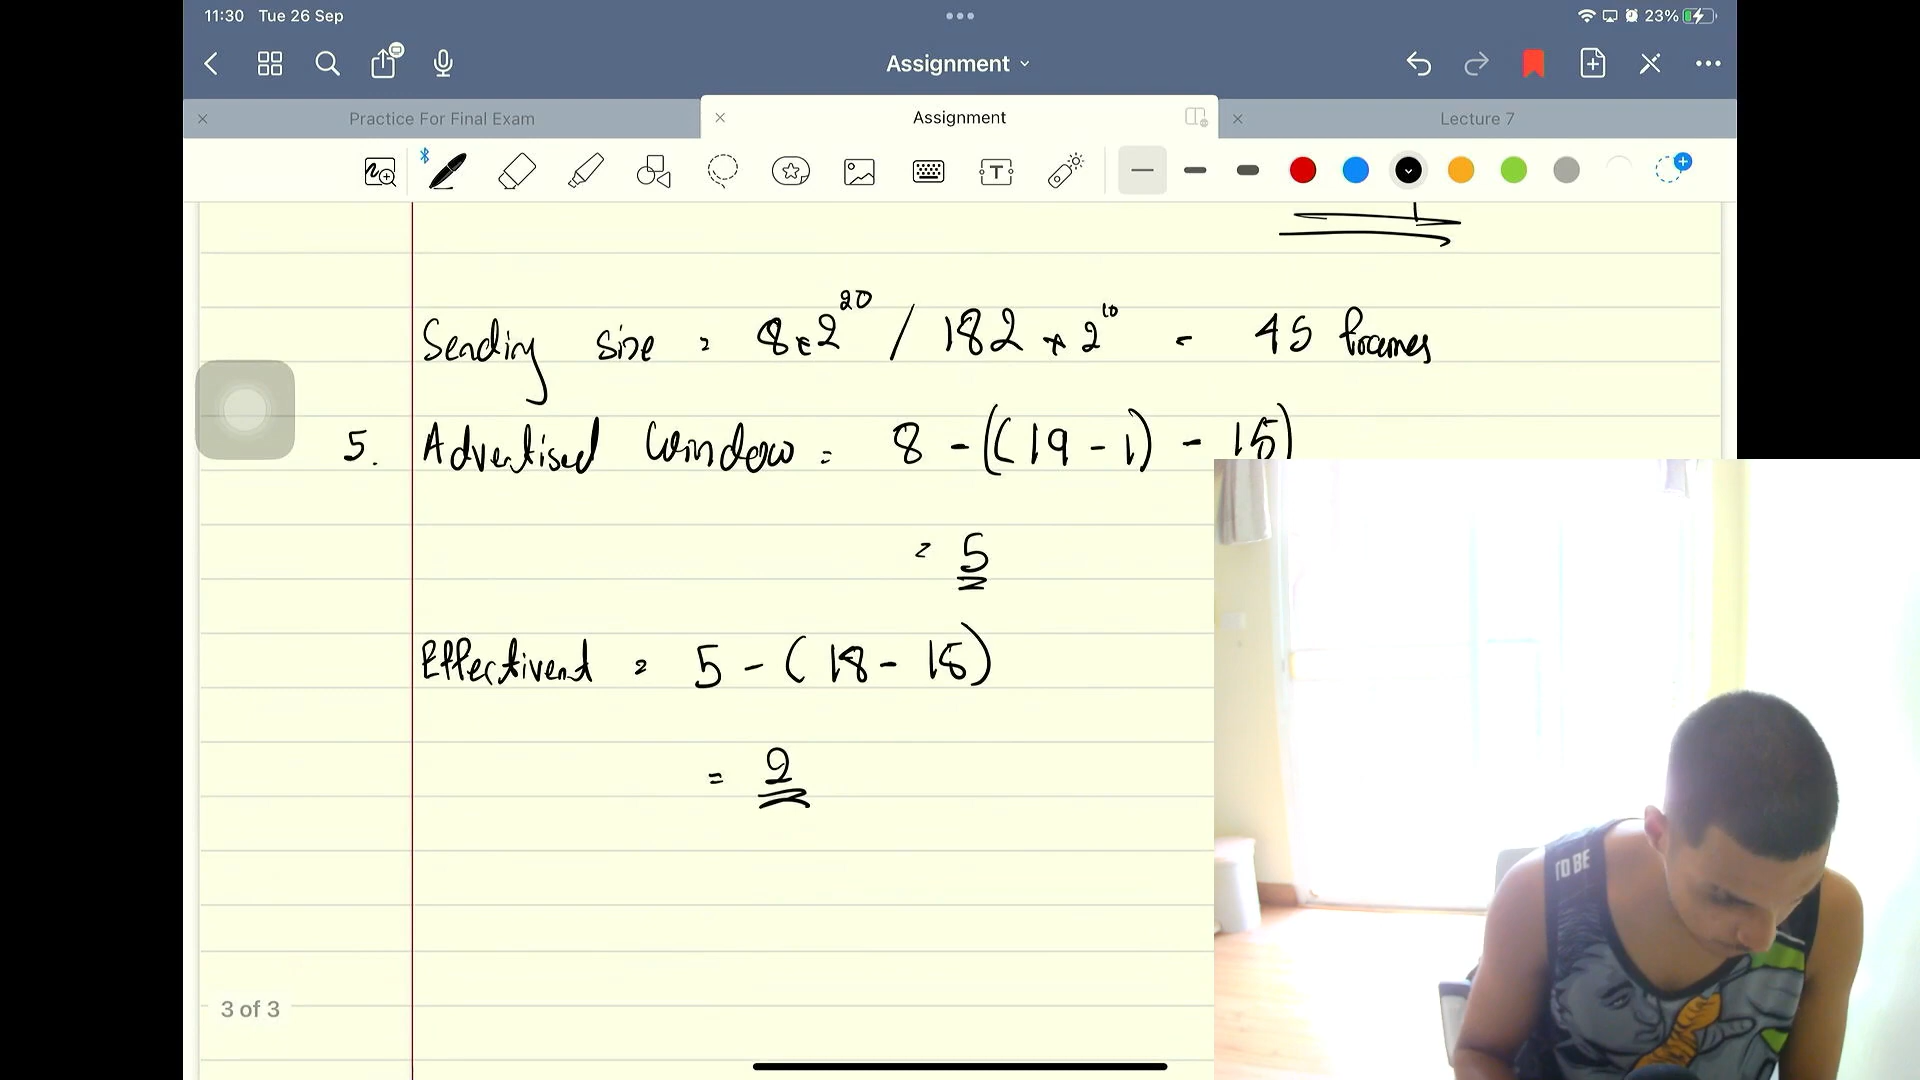 11:30 Tue 26 Sep
23%
Assignment
Practice For Final Exam
Assignment
Lecture 7
T
Sending size = 8*2^20 / 182 * 2^10 = 45 frames
5. Advertised Window = 8 - ((19 - 1) - 15)
= 5
= 5 - (18 - 15)
= 2
3 of 3
TO BE